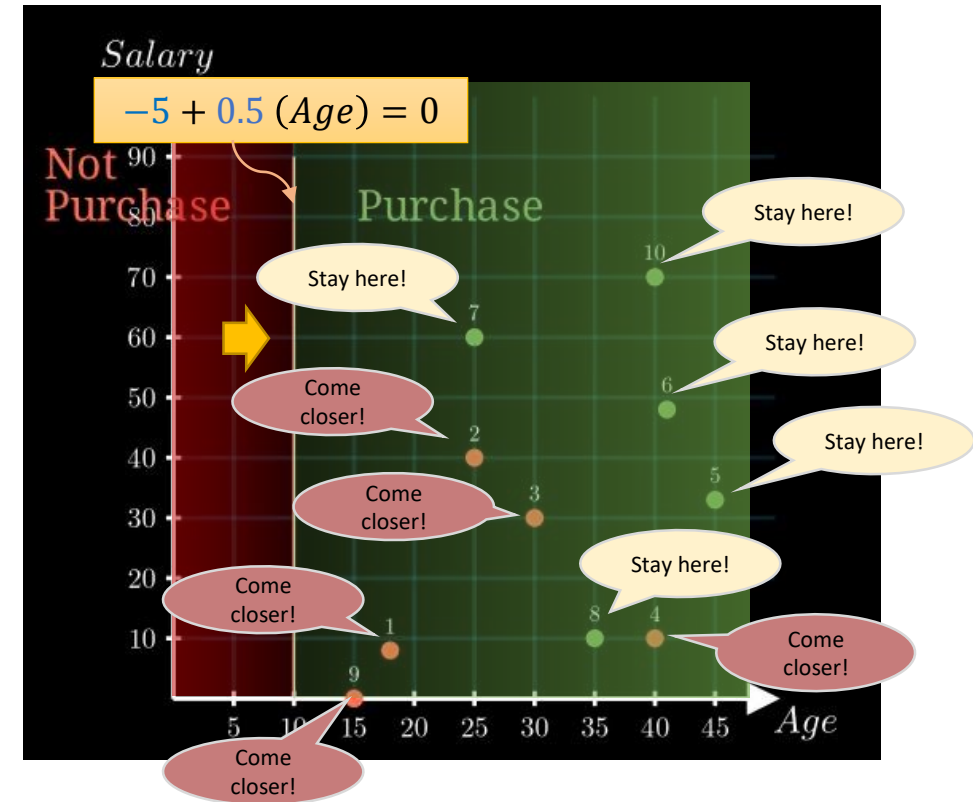 Salary
−5 + 0.5 (Age) = 0
Not
Purchase
Purchase
90
80
70
60
50
40
30
20
10
5
10
15
20
25
30
35
40
45
Age
Stay here!
10
Stay here!
7
Stay here!
6
Come
closer!
2
Stay here!
5
Come
closer!
3
Stay here!
8
4
Come
closer!
1
Come
closer!
9
Come
closer!